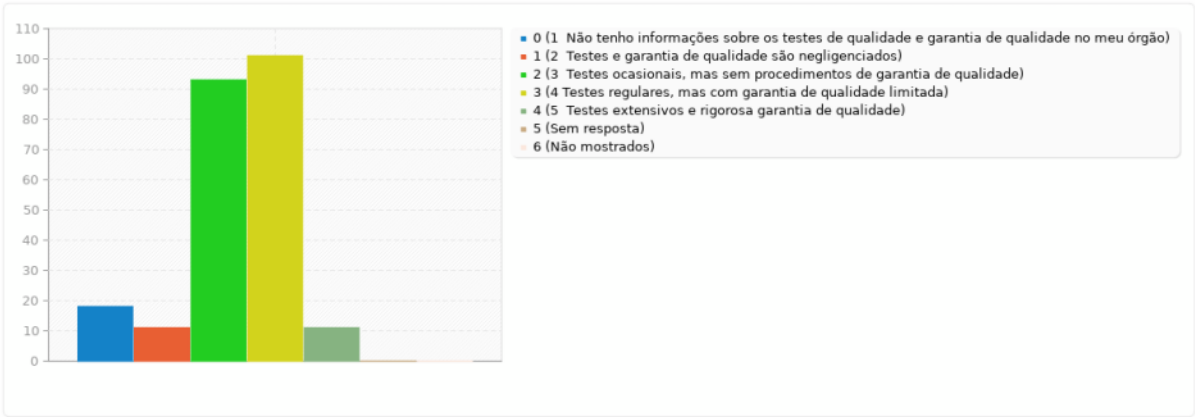 110
100
90
80
70
60
50
40
30
20
10
0
0 (1  Não tenho informações sobre os testes de qualidade e garantia de qualidade no meu órgão)
1 (2  Testes e garantia de qualidade são negligenciados)
2 (3  Testes ocasionais, mas sem procedimentos de garantia de qualidade)
3 (4 Testes regulares, mas com garantia de qualidade limitada)
4 (5  Testes extensivos e rigorosa garantia de qualidade)
5 (Sem resposta)
6 (Não mostrados)